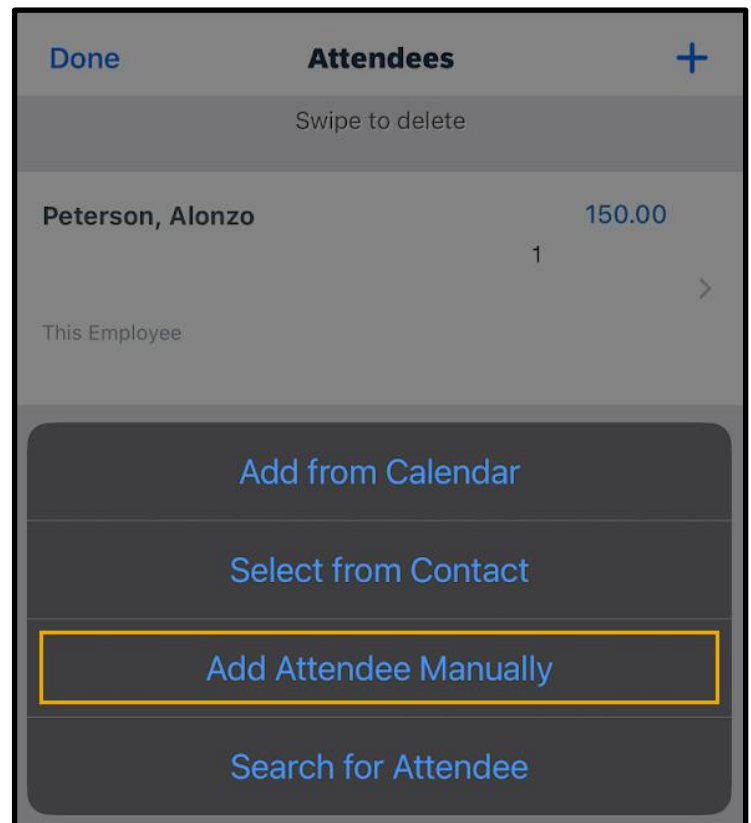 Done Attendees +
Swipe to delete
Peterson, Alonzo 150.00
1
This Employee
Add from Calendar
Select from Contact
Add Attendee Manually
Search for Attendee